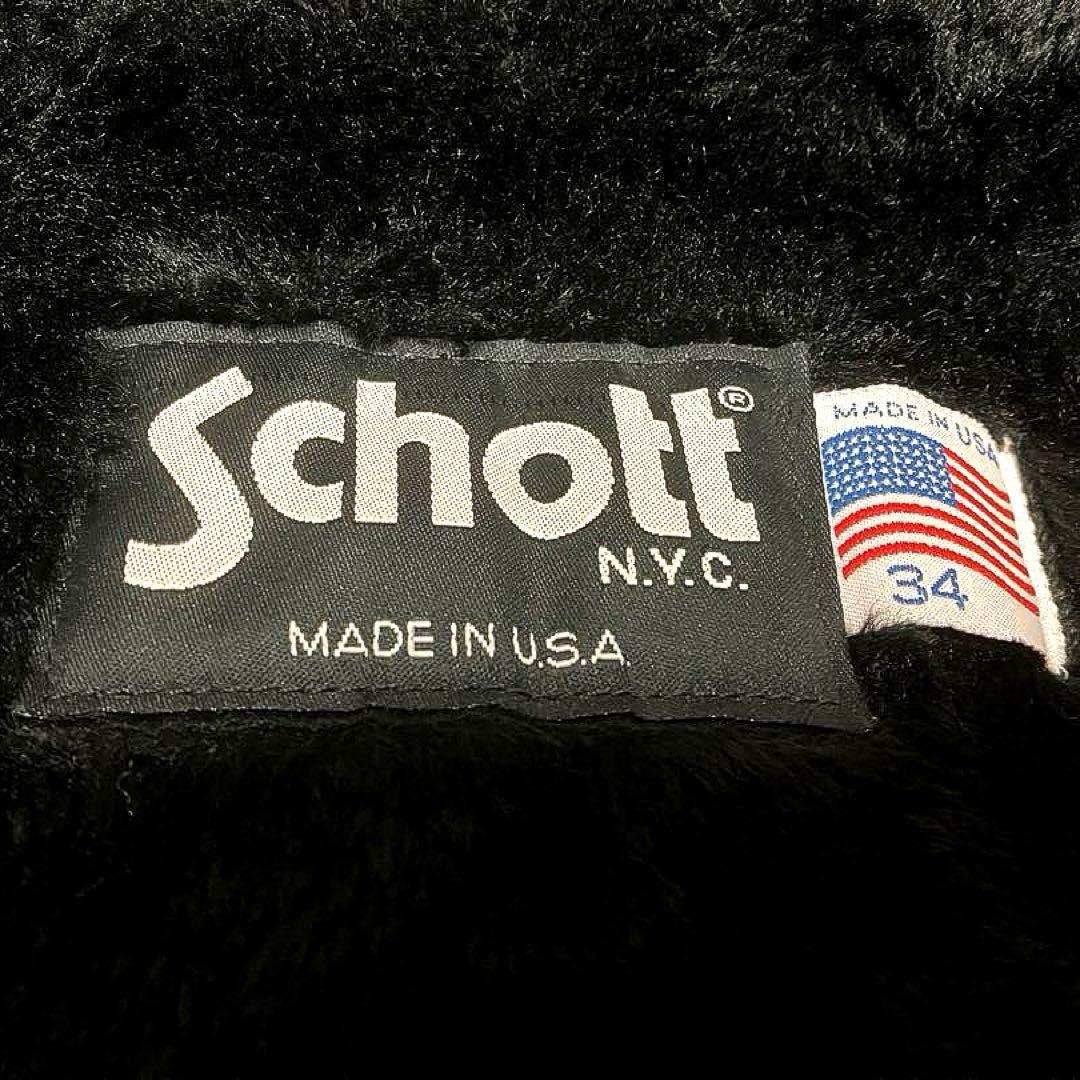 Schott®
N.Y.C.
MADE IN U.S.A.
MADE IN USA
34